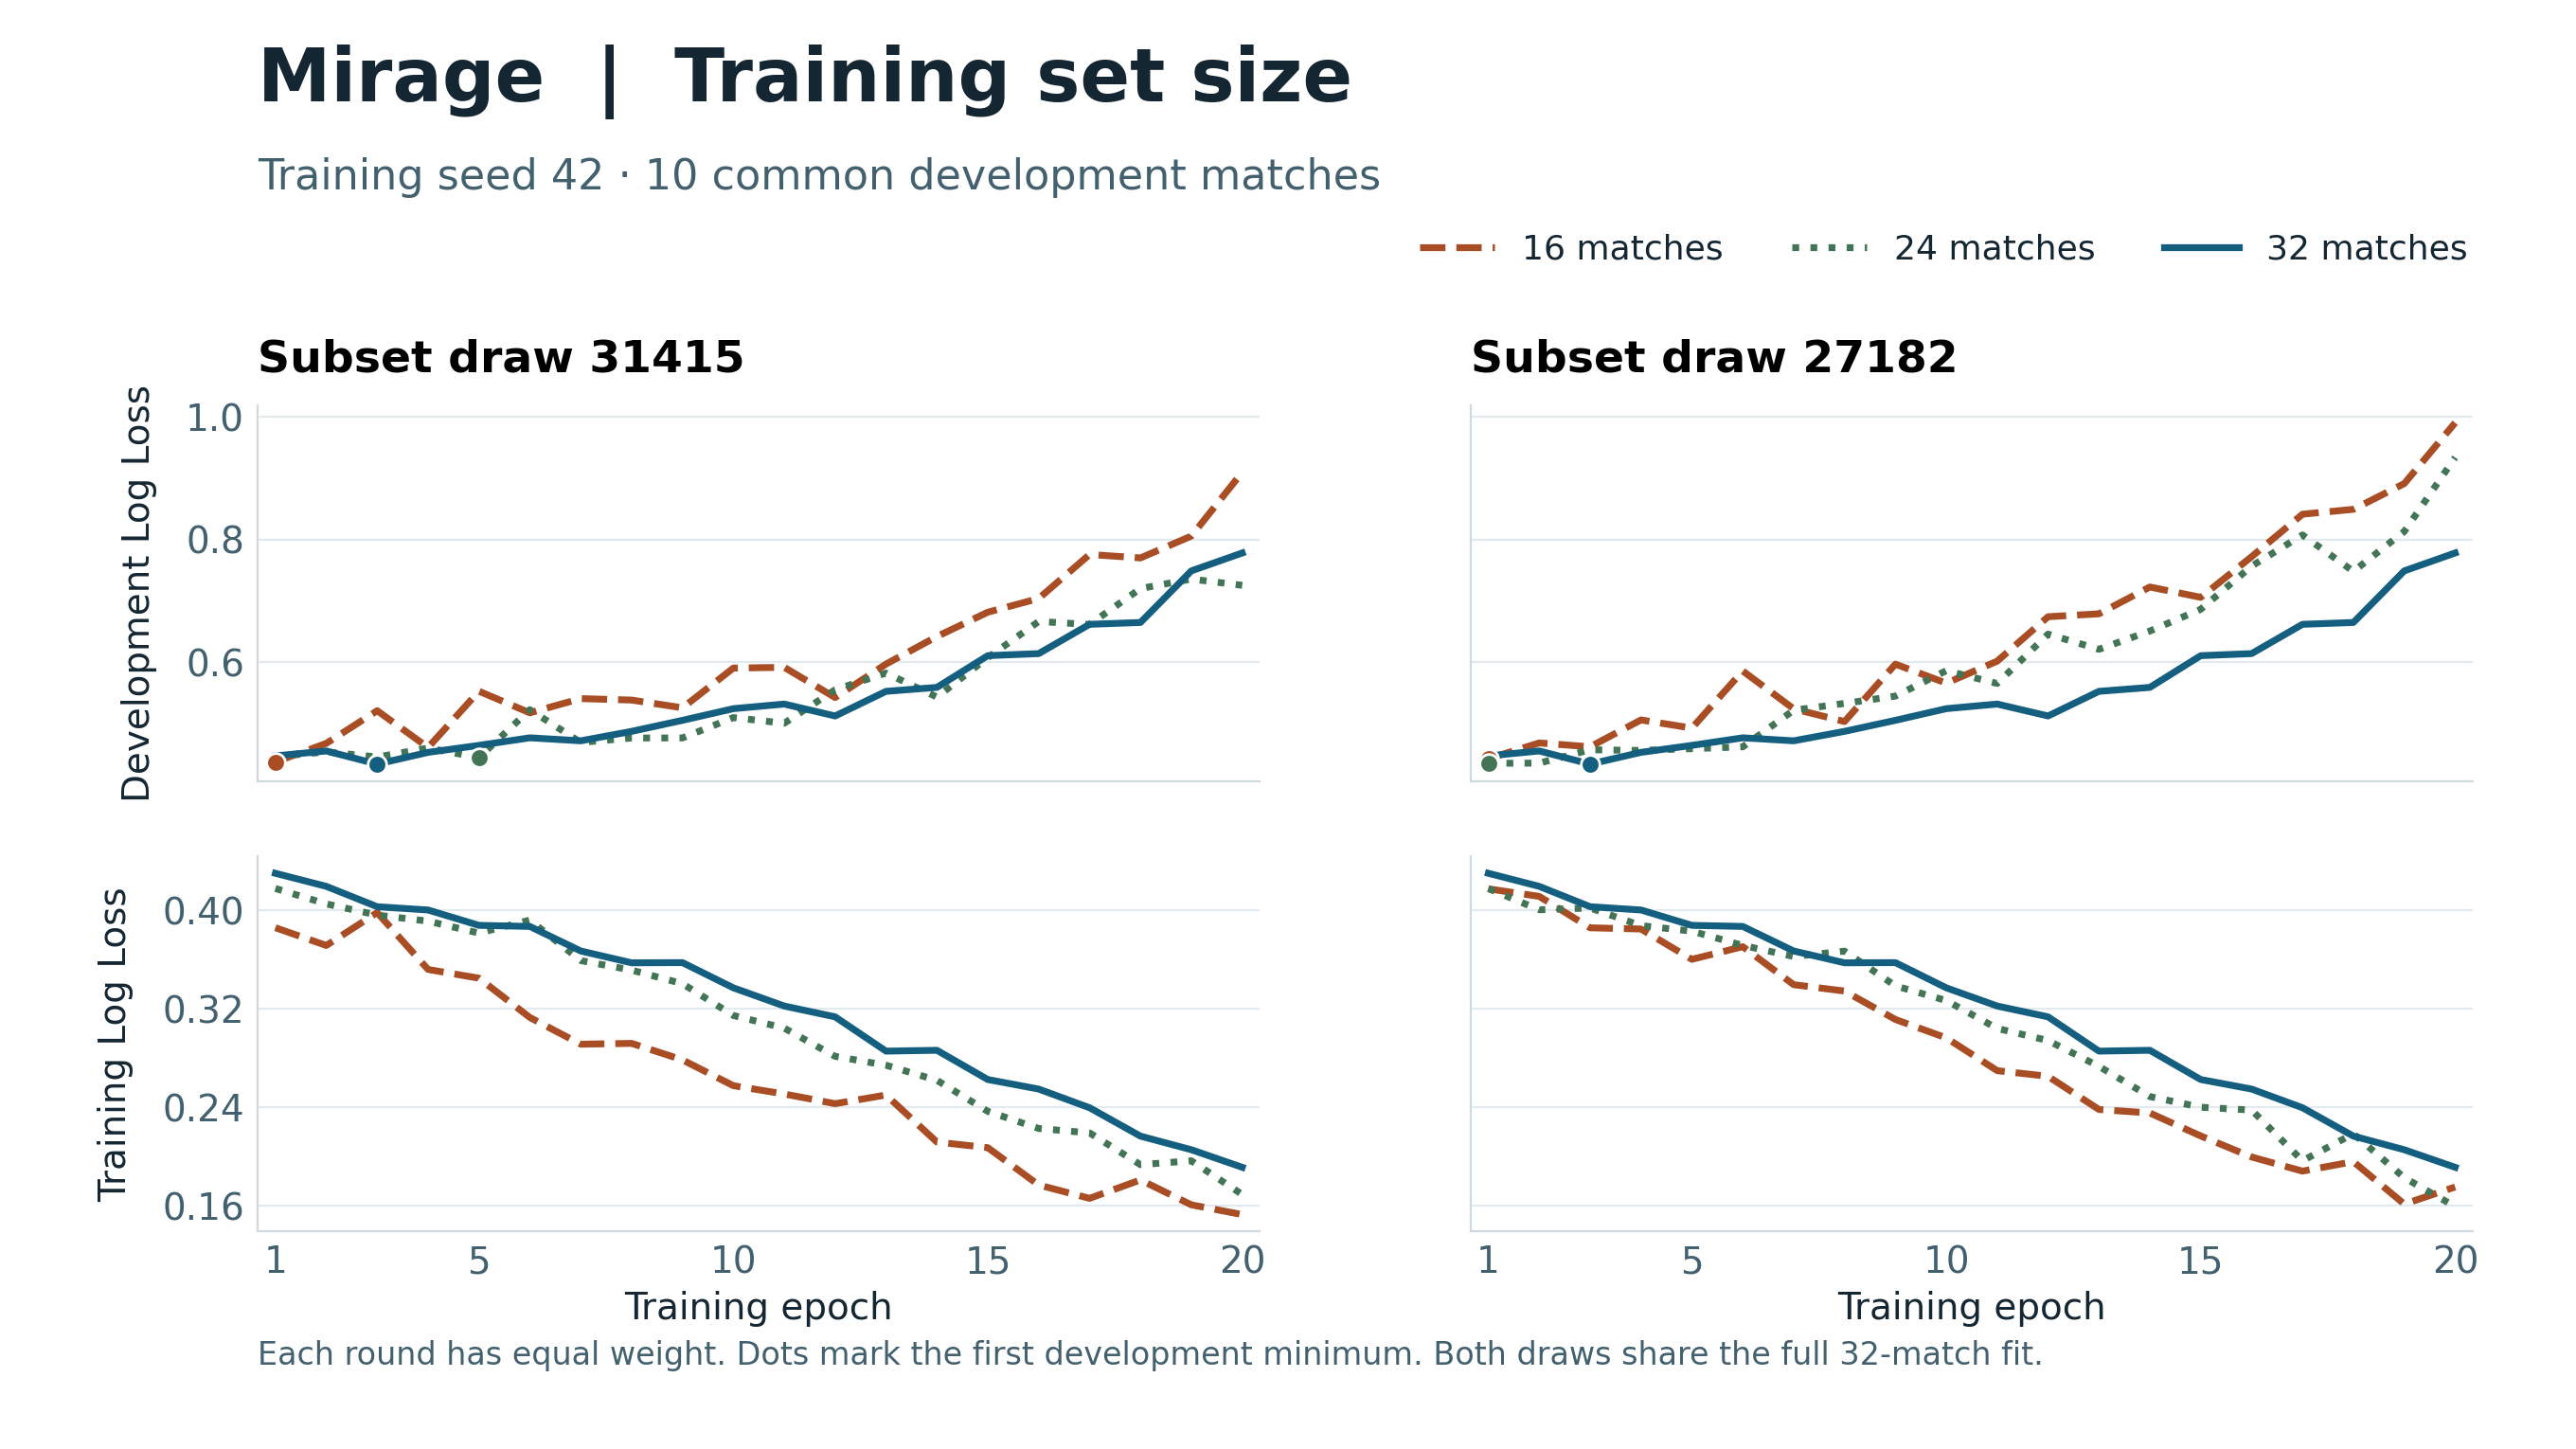 Mirage | Training set size
Training seed 42 · 10 common development matches
16 matches
24 matches
32 matches
Subset draw 31415
Subset draw 27182
Development Log Loss
1.0
0.8
0.6
Training Log Loss
0.40
0.32
0.24
0.16
1 5 10 15 20
1 5 10 15 20
Training epoch
Training epoch
Each round has equal weight. Dots mark the first development minimum. Both draws share the full 32-match fit.